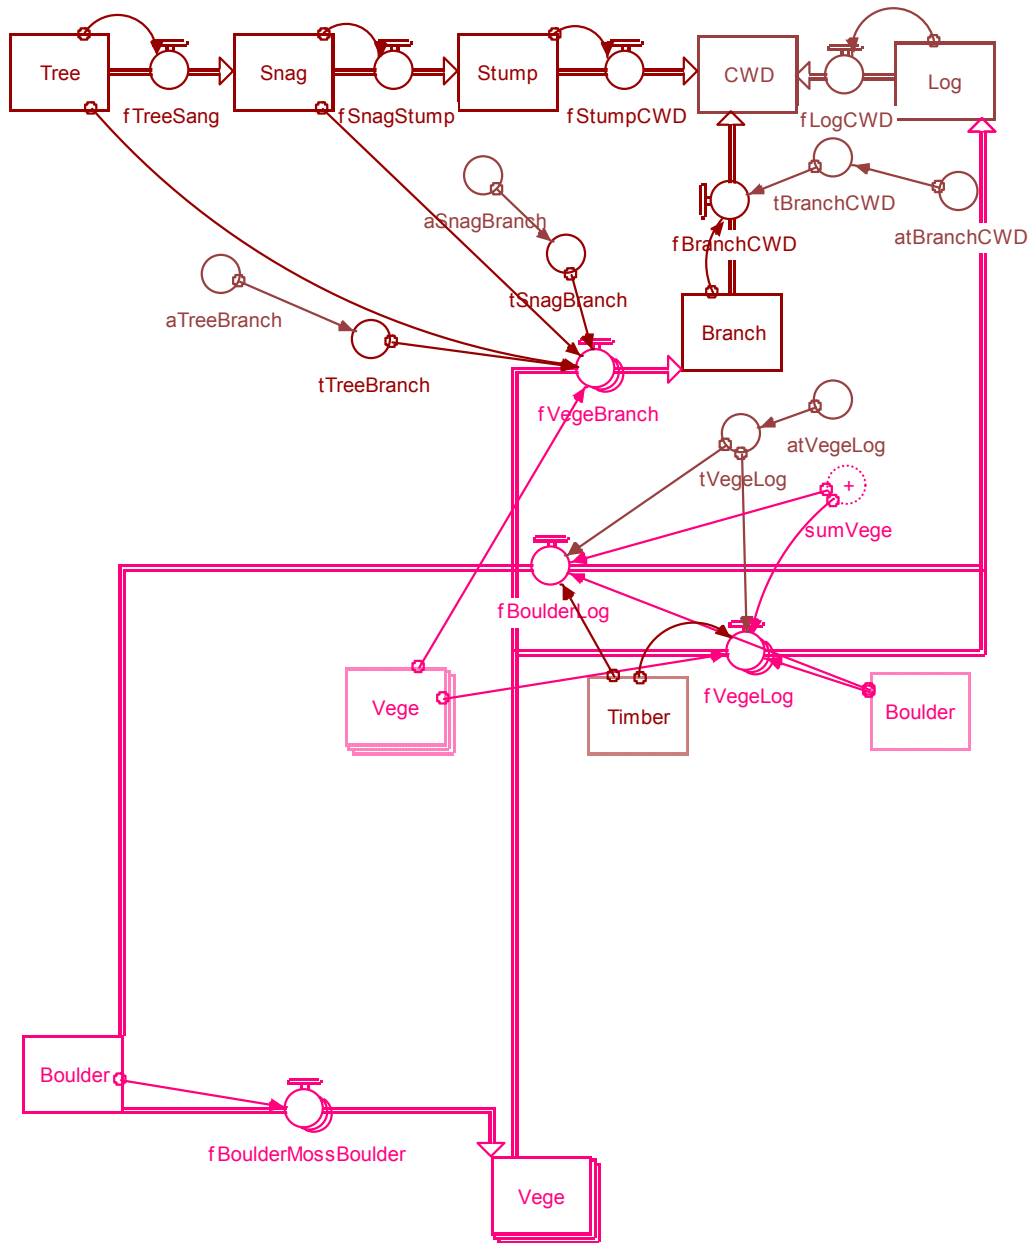 Tree
Snag
Stump
CWD
Log
fTreeSang
fSnagStump
fStumpCWD
fLogCWD
aSnagBranch
tBranchCWD
atBranchCWD
fBranchCWD
tSnagBranch
aTreeBranch
Branch
tTreeBranch
fVegeBranch
atVegeLog
tVegeLog
+
sumVege
fBoulderLog
fVegeLog
Vege
Timber
Boulder
Boulder
fBoulderMossBoulder
Vege